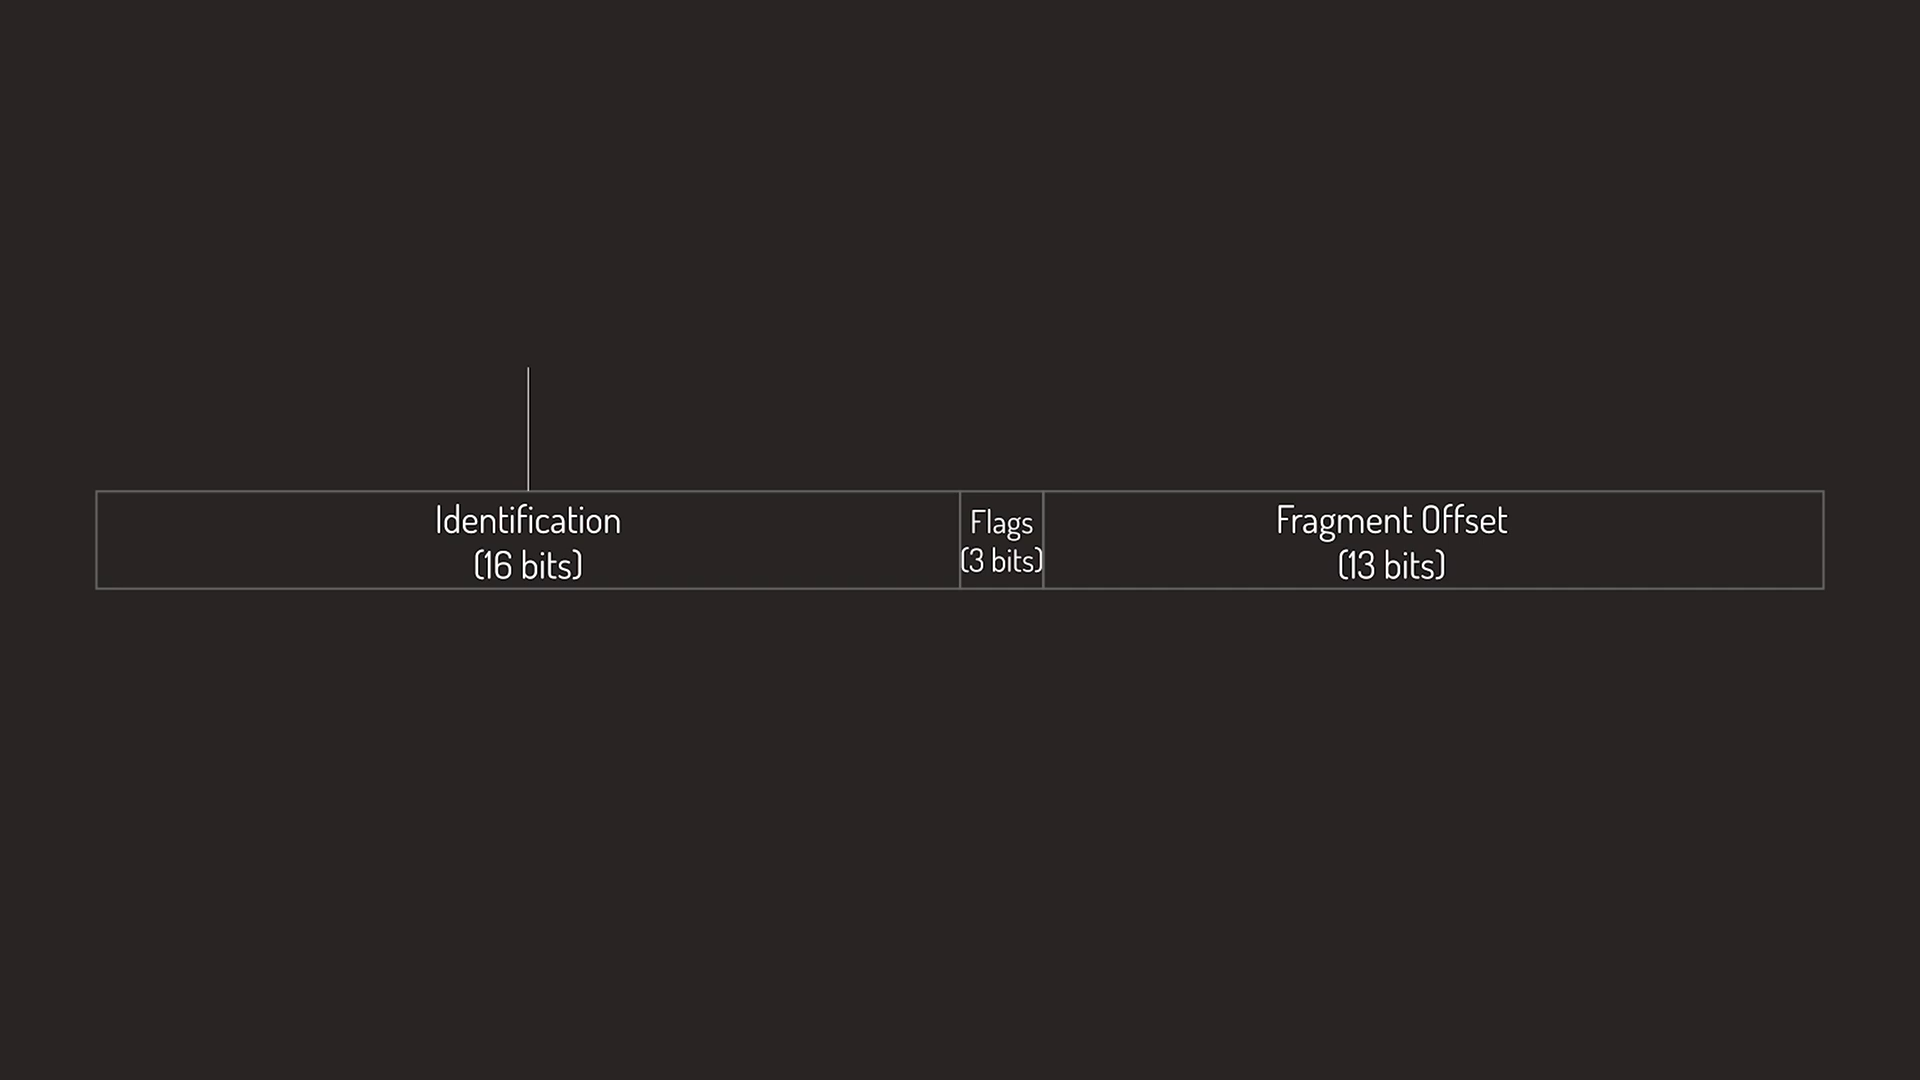 Identification
(16 bits)
Flags
(3 bits)
Fragment Offset
(13 bits)